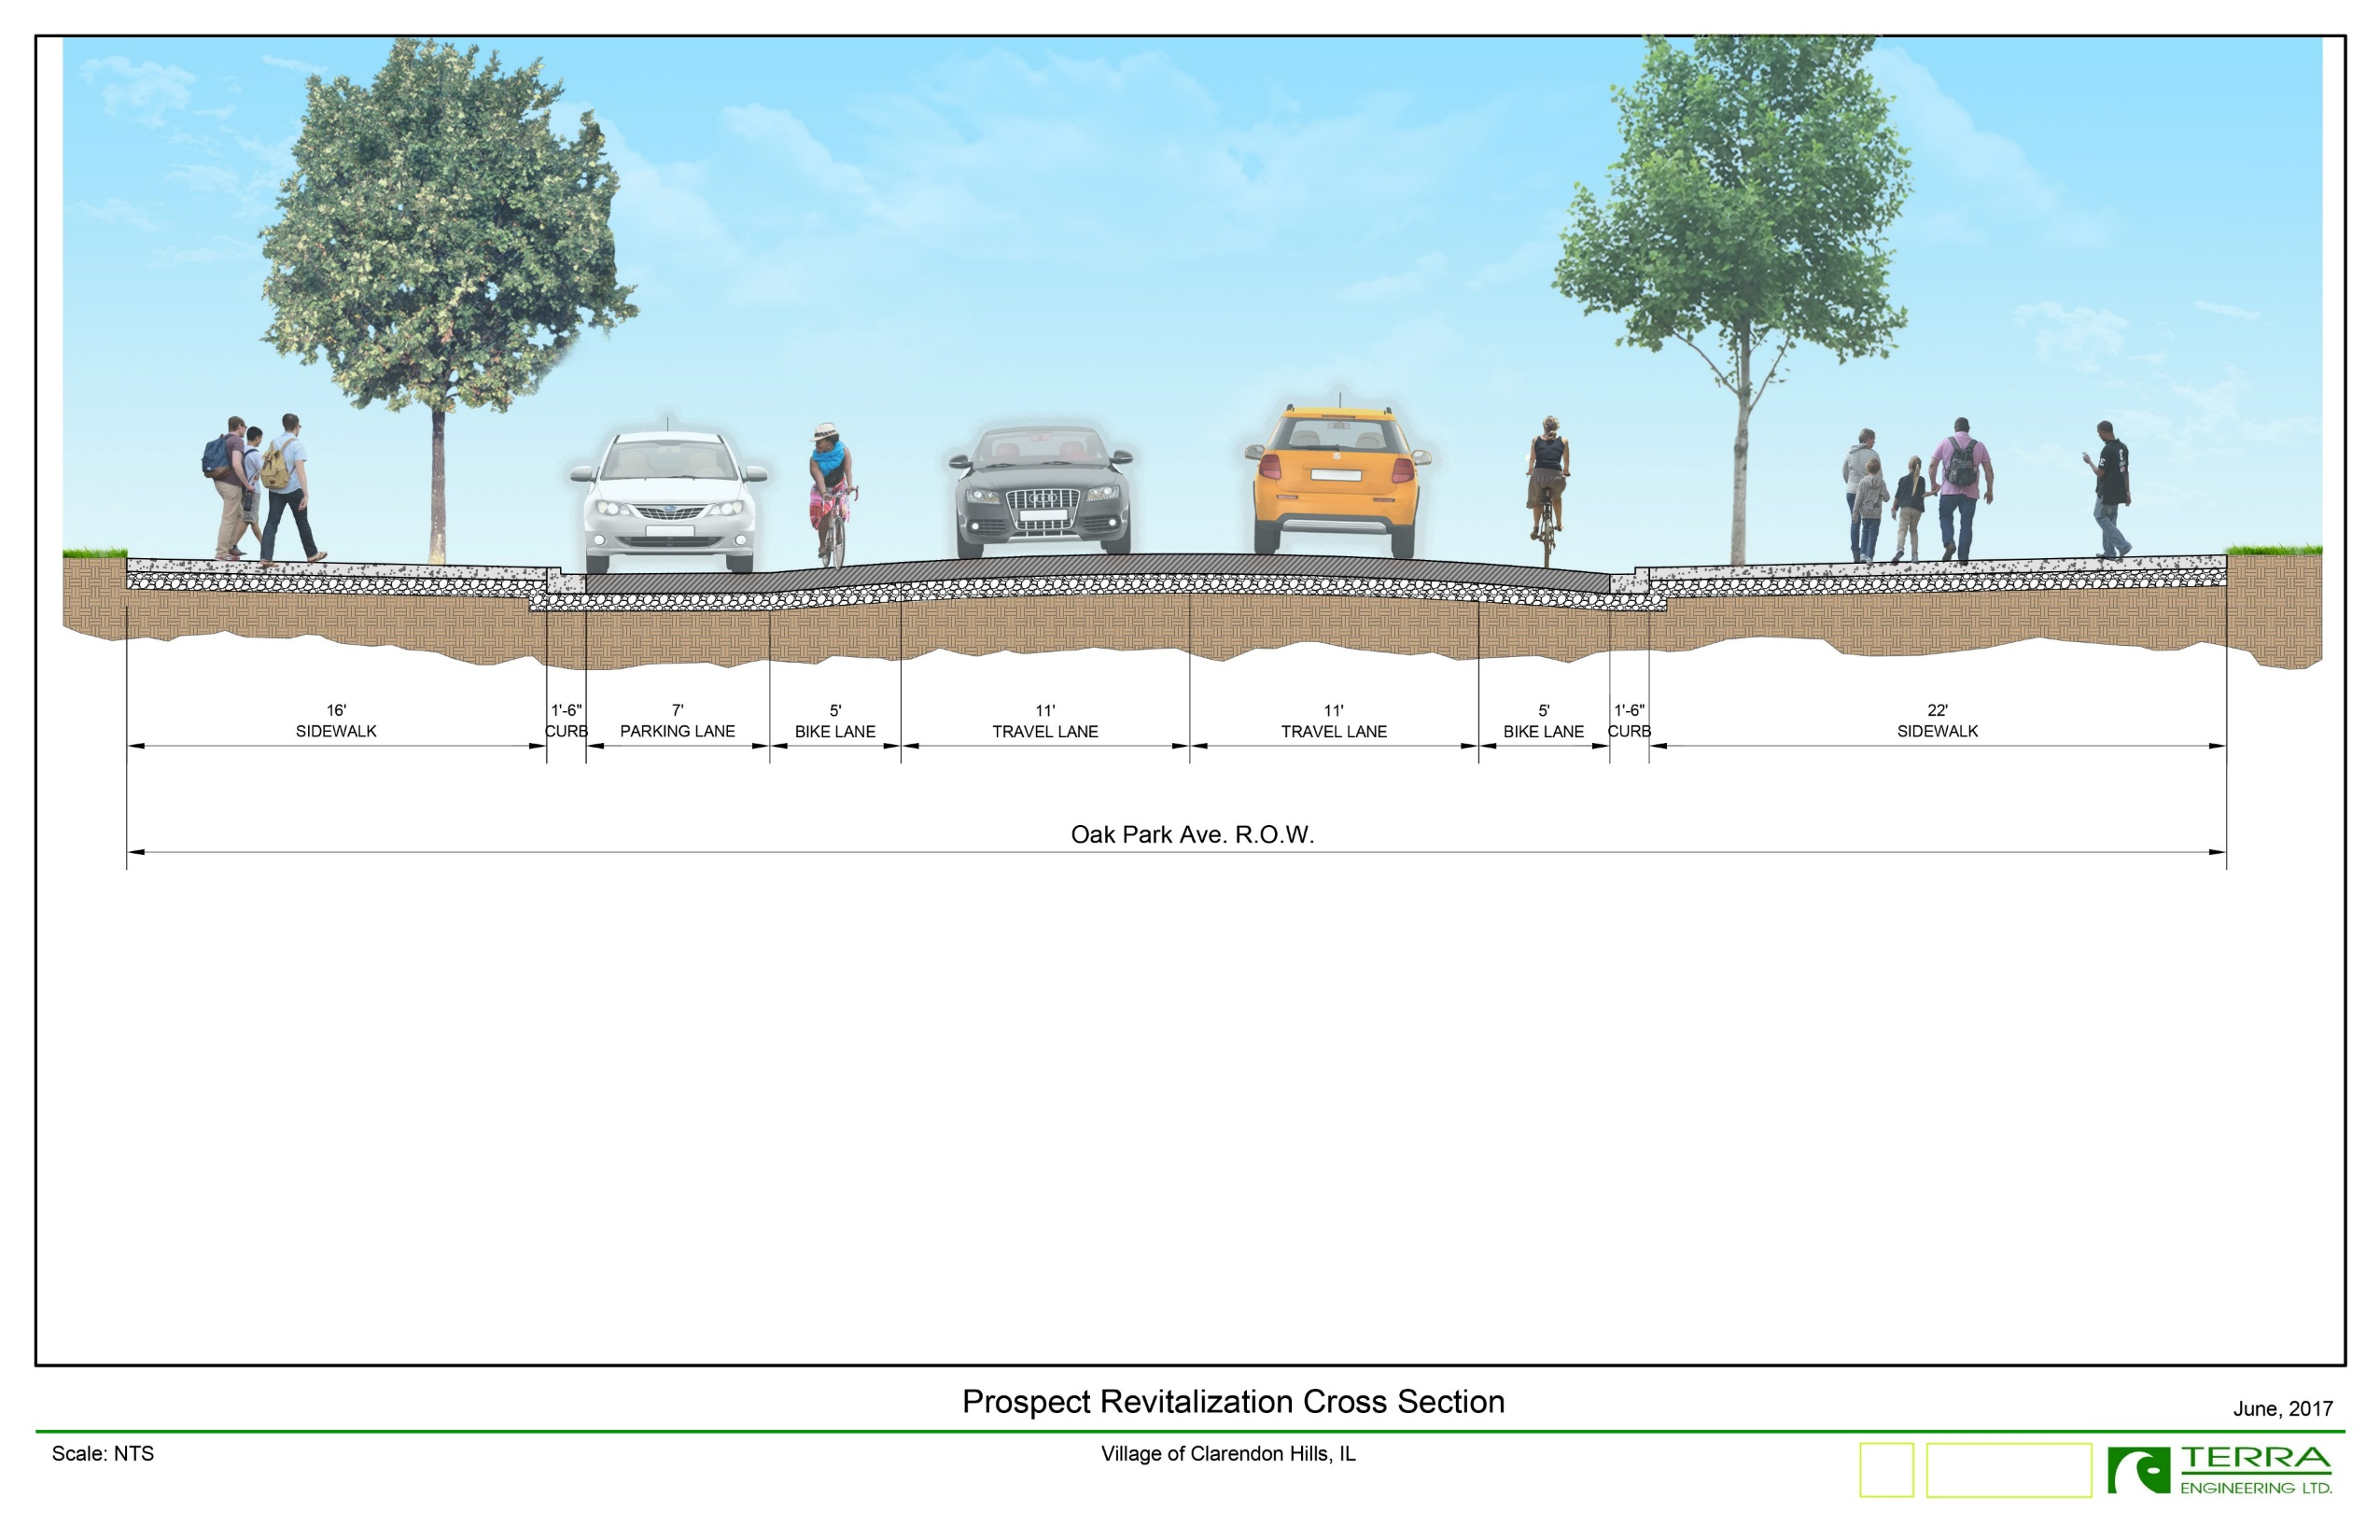 16'
SIDEWALK
1'-6"
CURB
7'
PARKING LANE
5'
BIKE LANE
11'
TRAVEL LANE
11'
TRAVEL LANE
5'
BIKE LANE
1'-6"
CURB
22'
SIDEWALK
Oak Park Ave. R.O.W.
Prospect Revitalization Cross Section
June, 2017
Scale: NTS
Village of Clarendon Hills, IL
TERRA
ENGINEERING LTD.